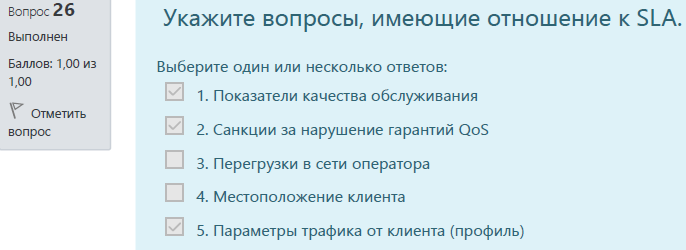 Вопрос 26
Выполнен
Баллов: 1,00 из
1,00
Отметить
вопрос
Укажите вопросы, имеющие отношение к SLA.
Выберите один или несколько ответов:
1. Показатели качества обслуживания
2. Санкции за нарушение гарантий QoS
3. Перегрузки в сети оператора
4. Местоположение клиента
5. Параметры трафика от клиента (профиль)